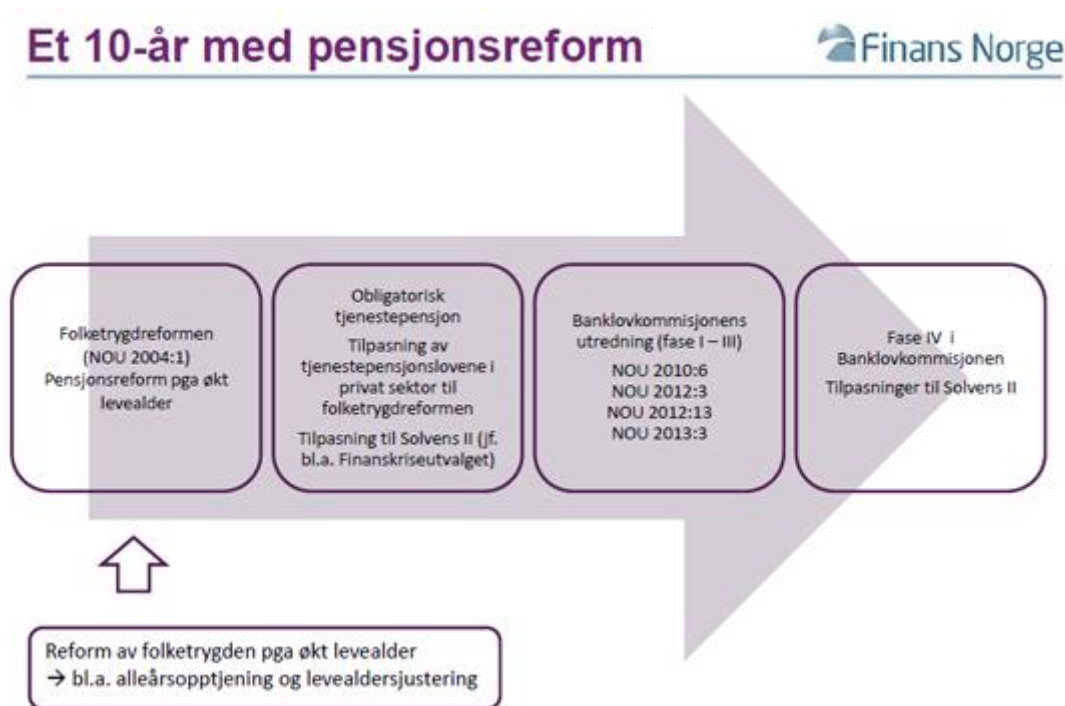 Et 10-år med pensjonsreform
Finans Norge
Folketrygdreformen
(NOU 2004:1)
Pensjonsreform pga økt
levealder
Obligatorisk
tjenestepensjon
Tilpasning av
tjenestepensjonslovene i
privat sektor til
folketrygdreformen
Tilpasning til Solvens II (jf.
bl.a. Finanskriseutvalget)
Banklovkommisjonens
utredning (fase I – III)
NOU 2010:6
NOU 2012:3
NOU 2012:13
NOU 2013:3
Fase IV i
Banklovkommisjonen
Tilpasninger til Solvens II
Reform av folketrygden pga økt levealder
→ bl.a. alleårsopptjening og levealdersjustering